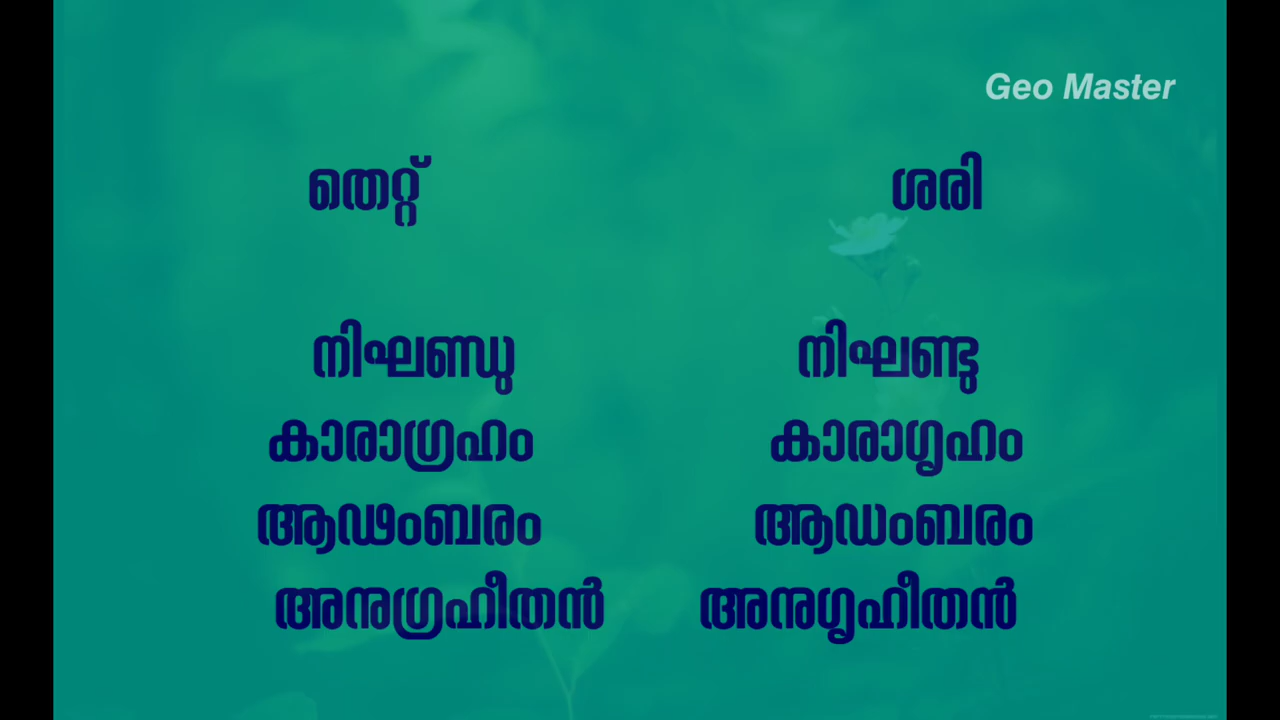 Geo Master
തെറ്റ് ശരി
നിഘണ്ഡു നിഘണ്ടു
കാരാഗ്രഹം കാരാഗൃഹം
ആഢംബരം ആഡംബരം
അനുഗ്രഹീതൻ അനുഗൃഹീതൻ